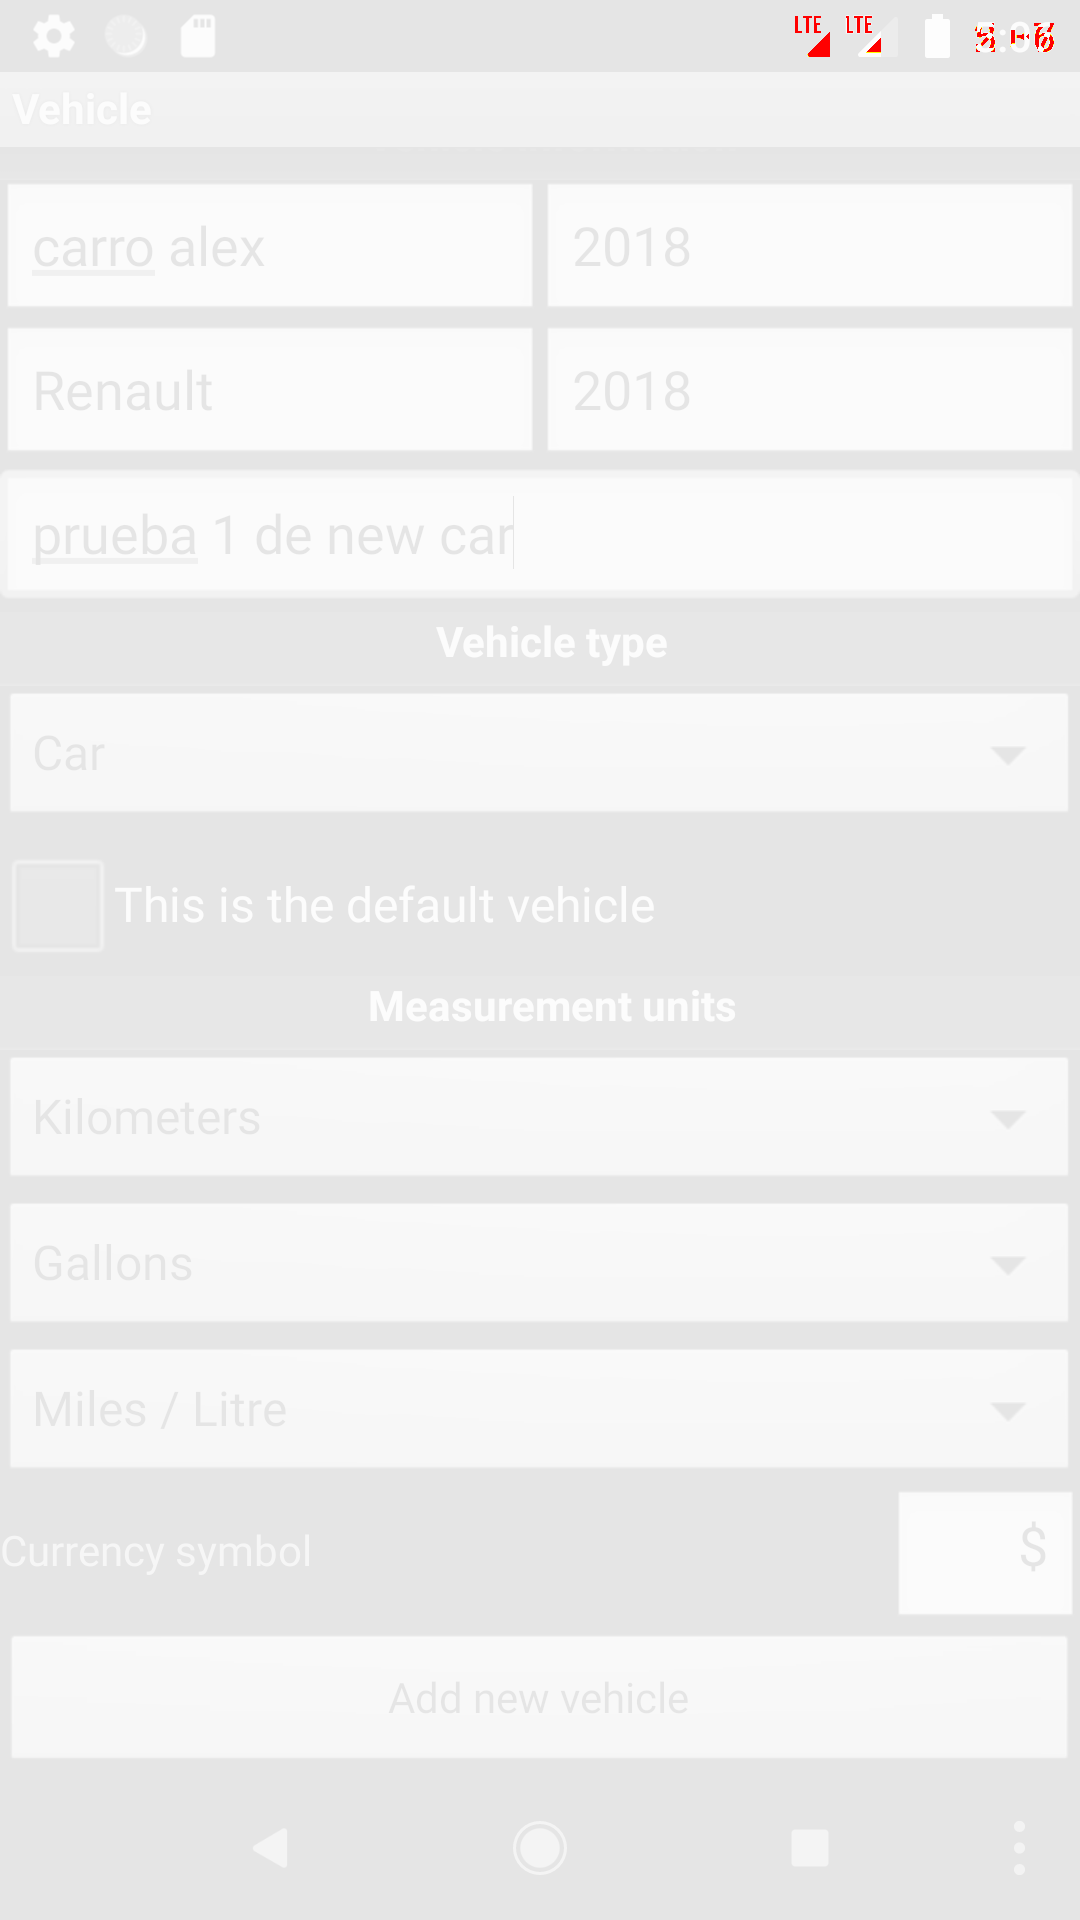 LTE LTE
Vehicle
carro alex 2018
Renault 2018
prueba 1 de new car
Vehicle type
Car
This is the default vehicle
Measurement units
Kilometers
Gallons
Miles / Litre
Currency symbol $
Add new vehicle